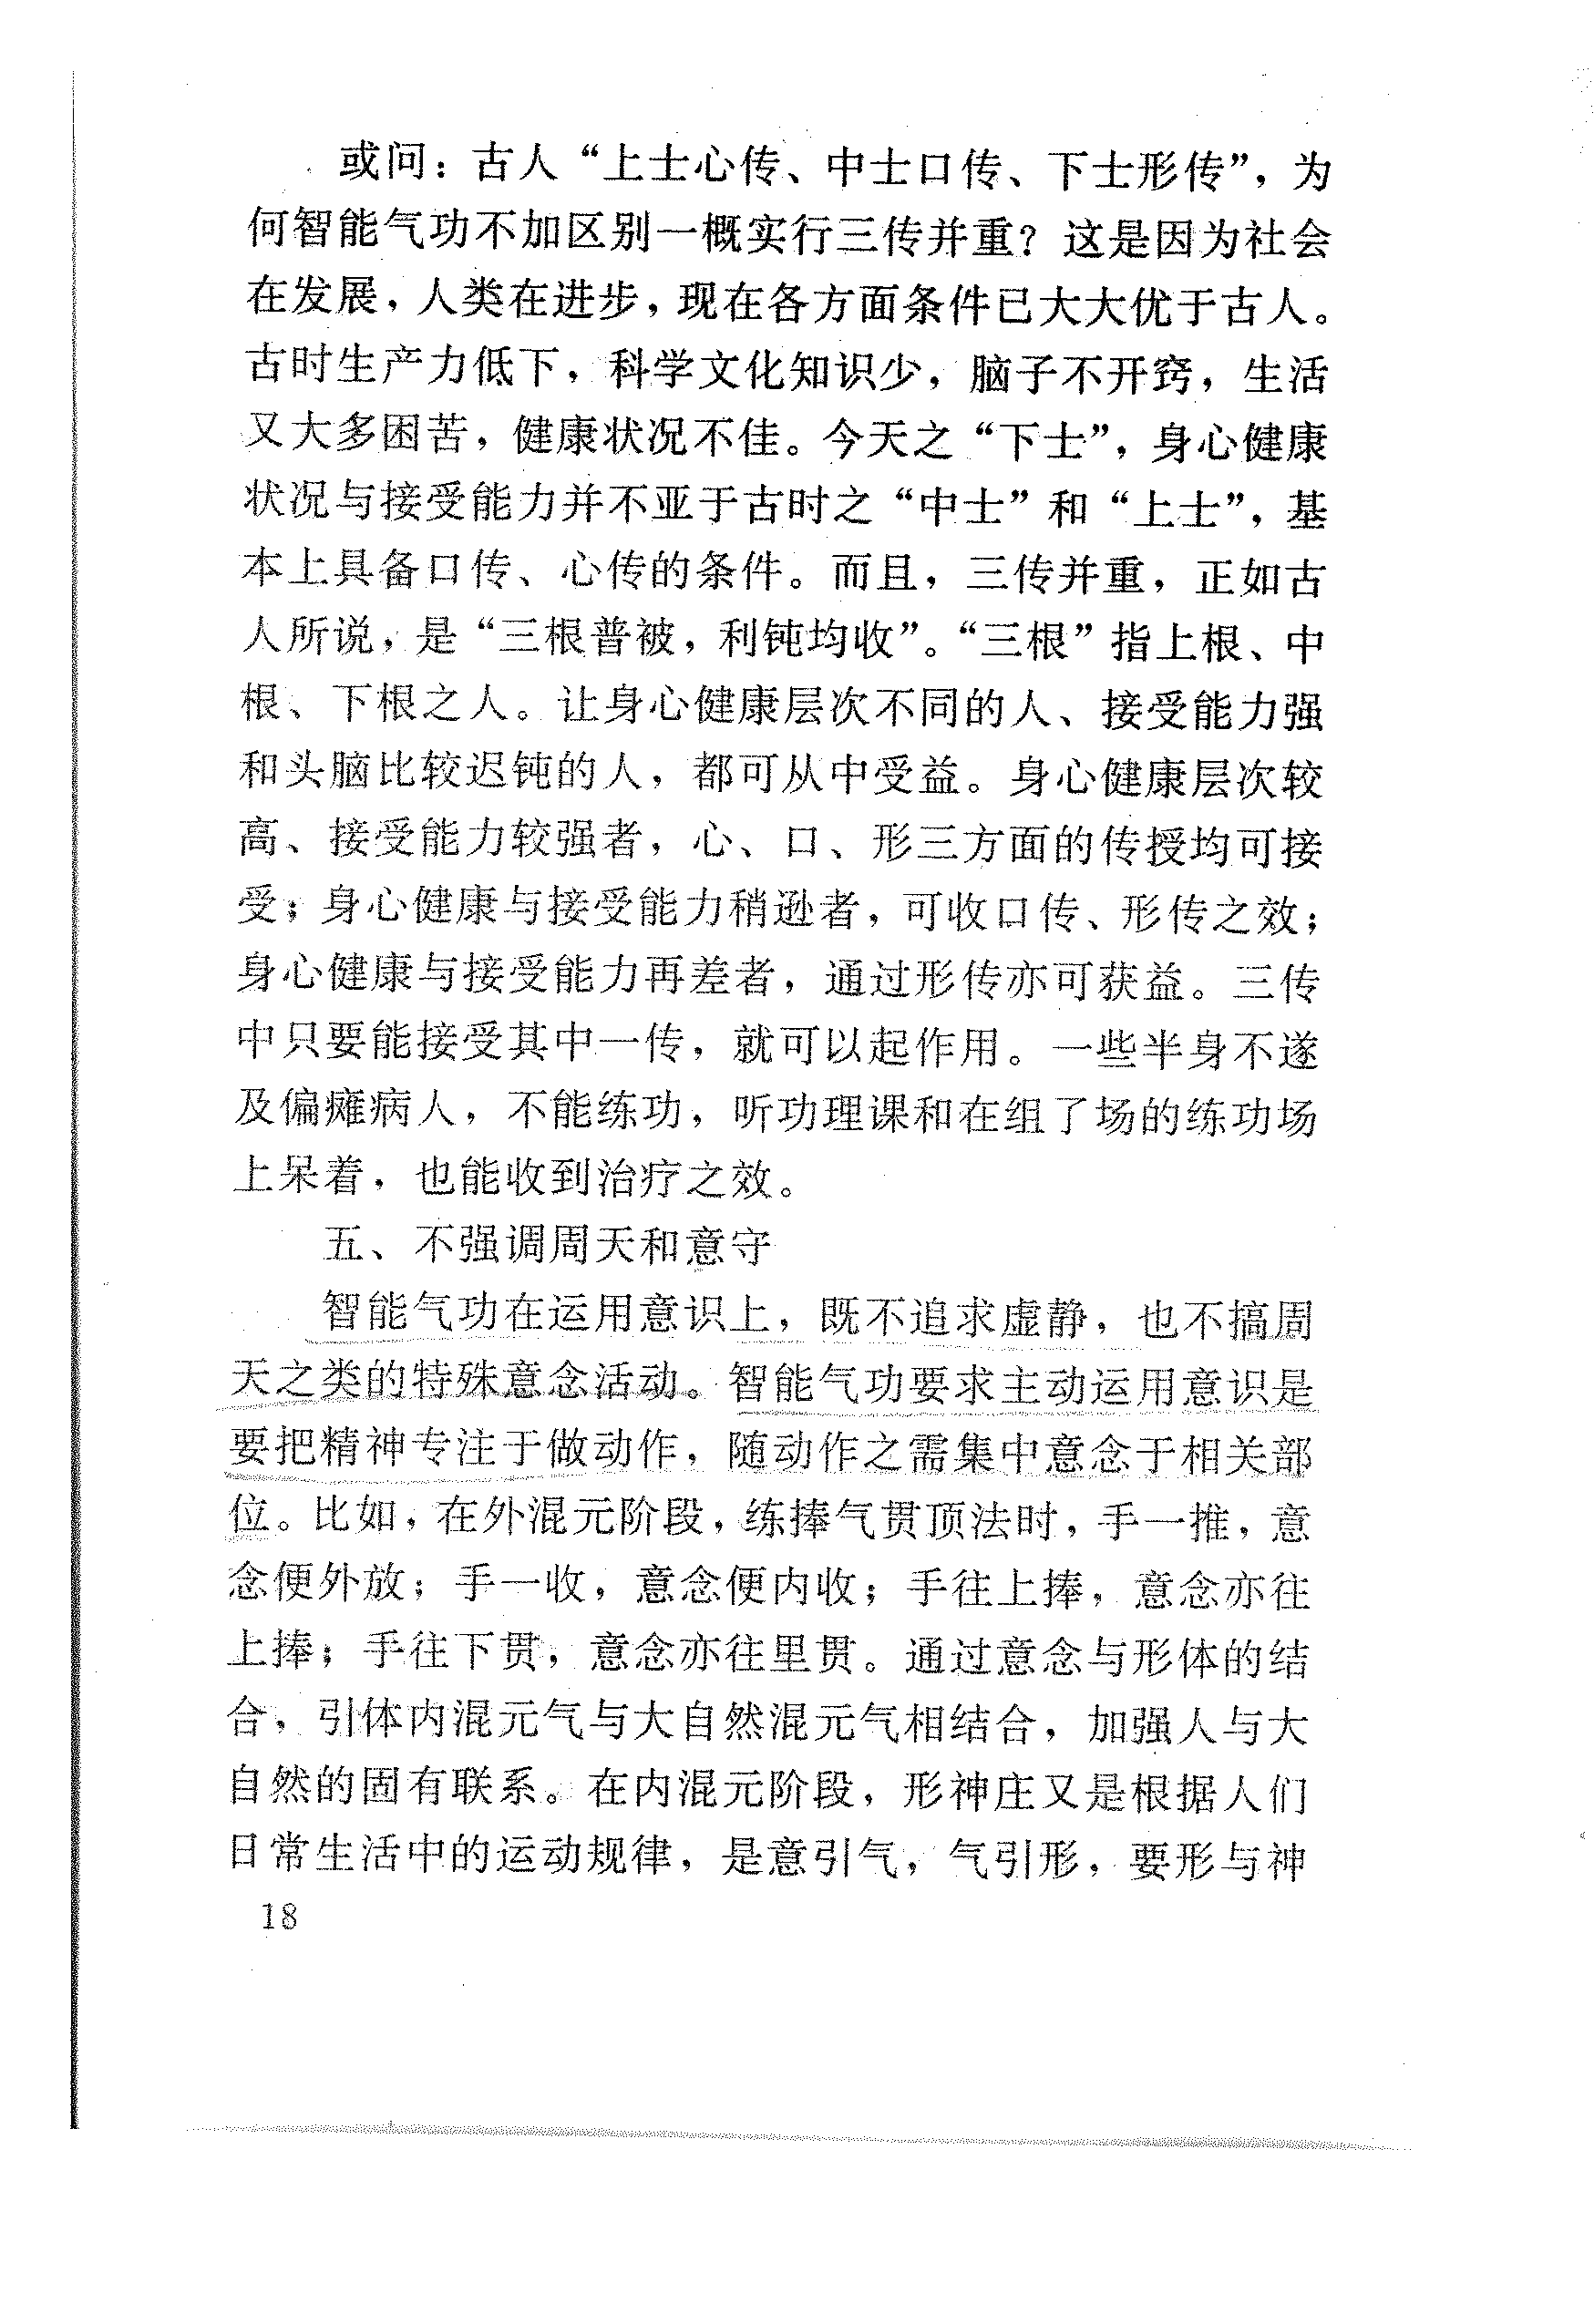 或问：古人“上士心传、中士口传、下士形传”，为
何智能气功不加区别一概实行三传并重？这是因为社会
在发展，人类在进步，现在各方面条件已大大优于古人。
古时生产力低下，科学文化知识少，脑子不开窍，生活
又大多困苦，健康状况不佳。今天之“下士”，身心健康
状况与接受能力并不亚于古时之“中士”和“上士”，基
本上具备口传、心传的条件。而且，三传并重，正如古
人所说，是“三根普被，利钝均收”。“三根”指上根、中
根、下根之人。让身心健康层次不同的人、接受能力强
和头脑比较迟钝的人，都可从中受益。身心健康层次较
高、接受能力较强者，心、口、形三方面的传授均可接
受；身心健康与接受能力稍逊者，可收口传、形传之效；
身心健康与接受能力再差者，通过形传亦可获益。三传
中只要能接受其中一传，就可以起作用。一些半身不遂
及偏瘫病人，不能练功，听功理课和在组了场的练功场
上呆着，也能收到治疗之效。
五、不强调周天和意守
智能气功在运用意识上，既不追求虚静，也不搞周
天之类的特殊意念活动。智能气功要求主动运用意识是
要把精神专注于做动作，随动作之需集中意念于相关部
位。比如，在外混元阶段，练捧气贯顶法时，手一推，意
念便外放；手一收，意念便内收；手往上捧，意念亦往
上捧；手往下贯，意念亦往里贯。通过意念与形体的结
合，引体内混元气与大自然混元气相结合，加强人与大
自然的固有联系。在内混元阶段，形神庄又是根据人们
日常生活中的运动规律，是意引气，气引形，要形与神
18